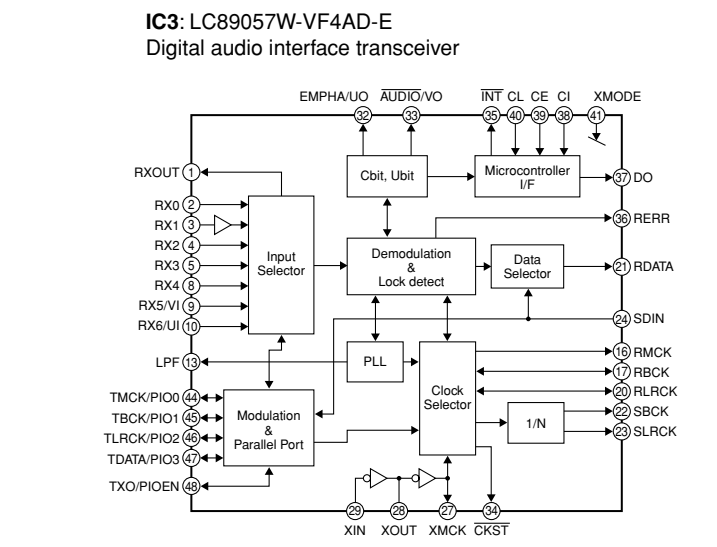 IC3: LC89057W-VF4AD-E
Digital audio interface transceiver
EMPHA/UO AUDIO/VO INT CL CE CI XMODE
32 33 35 40 39 38 41
RXOUT 1
Cbit, Ubit
Microcontroller
I/F
37 DO
RX0 2
RX1 3
RX2 4
RX3 5
RX4 8
RX5/VI 9
RX6/UI 10
Input
Selector
36 RERR
Demodulation
&
Lock detect
Data
Selector
21 RDATA
24 SDIN
LPF 13
PLL
Clock
Selector
16 RMCK
17 RBCK
20 RLRCK
22 SBCK
23 SLRCK
1/N
TMCK/PIO0 44
TBCK/PIO1 45
TLRCK/PIO2 46
TDATA/PIO3 47
TXO/PIOEN 48
Modulation
&
Parallel Port
29 28 27 34
XIN XOUT XMCK CKST